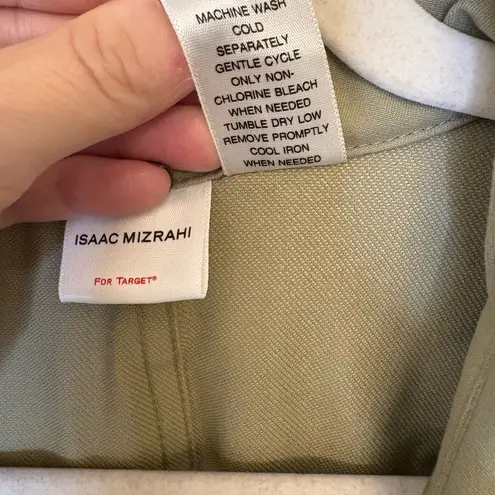 MACHINE WASH
COLD
SEPARATELY
GENTLE CYCLE
ONLY NON-
CHLORINE BLEACH
WHEN NEEDED
TUMBLE DRY LOW
REMOVE PROMPTLY
COOL IRON
WHEN NEEDED
ISAAC MIZRAHI
FOR TARGET®